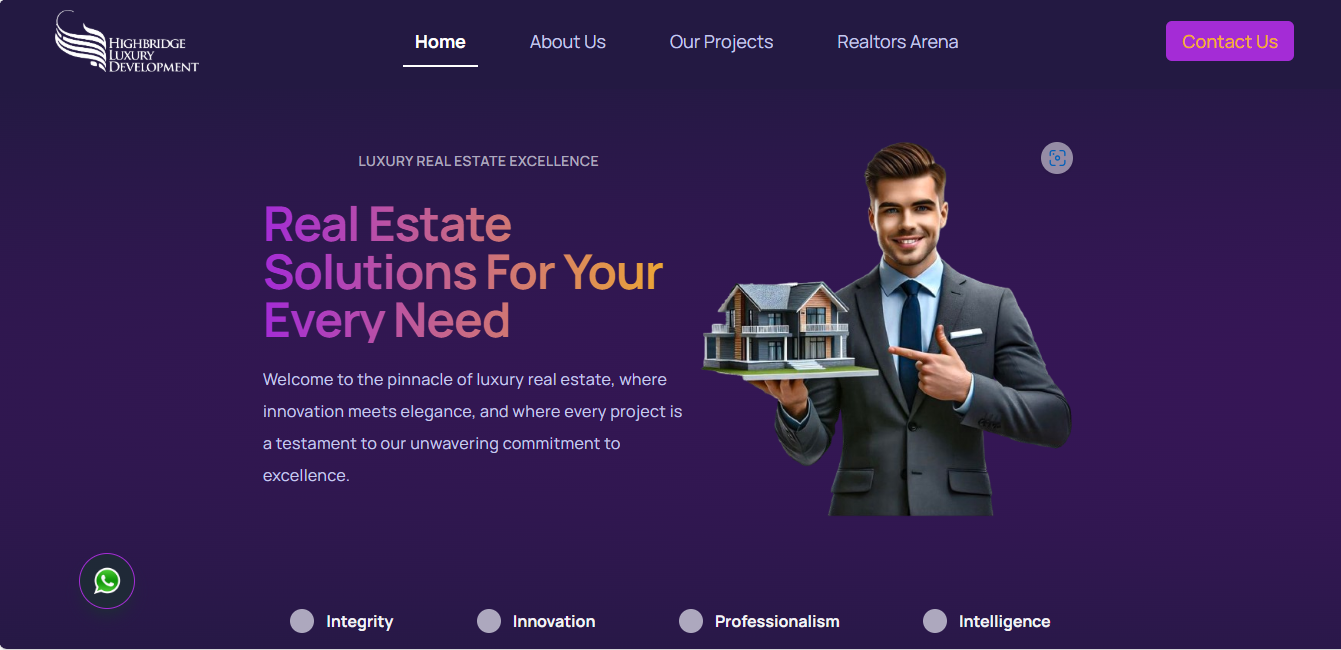 HIGHBRIDGE
LUXURY
DEVELOPMENT
Home
About Us
Our Projects
Realtors Arena
Contact Us
LUXURY REAL ESTATE EXCELLENCE
Real Estate
Solutions For Your
Every Need
Welcome to the pinnacle of luxury real estate, where
innovation meets elegance, and where every project is
a testament to our unwavering commitment to
excellence.
Integrity
Innovation
Professionalism
Intelligence